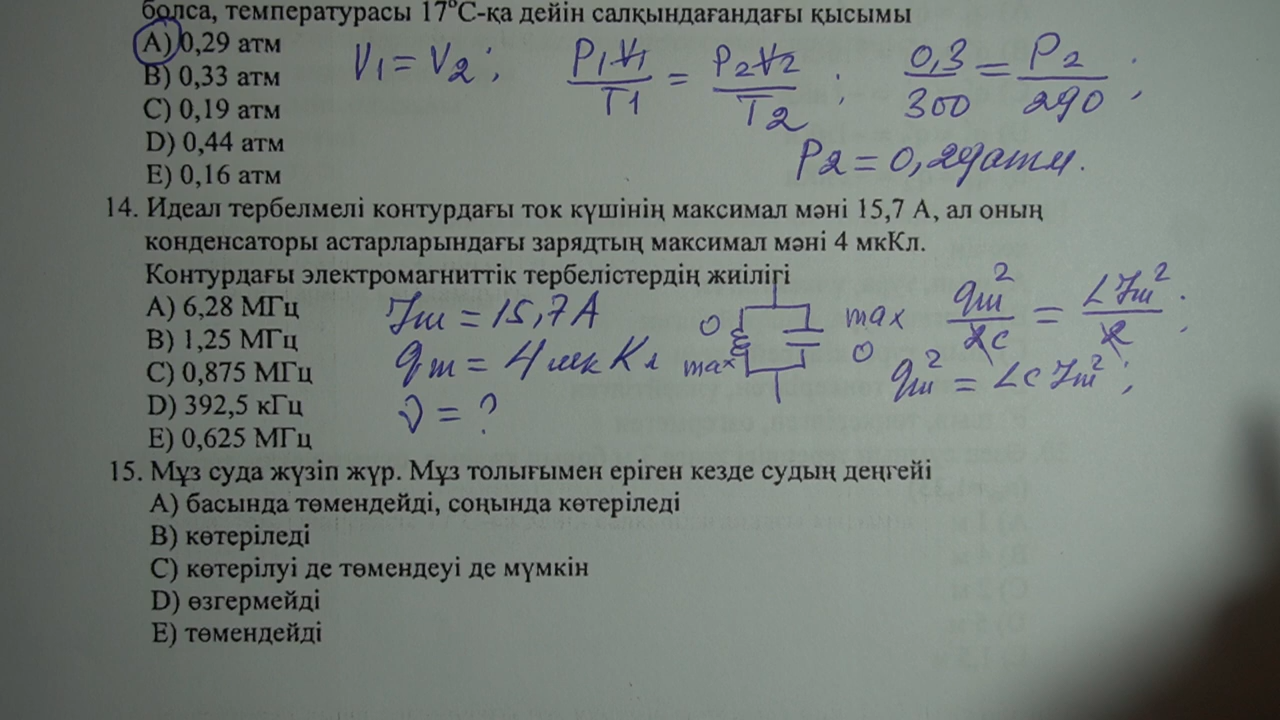 болса, температурасы 17°C-қа дейін салқындағандағы қысымы
A) 0,29 атм
B) 0,33 атм
C) 0,19 атм
D) 0,44 атм
E) 0,16 атм
V1 = V2 ; P1V1/T1 = P2V2/T2 ; 0,3/300 = P2/290 ;
P2 = 0,29атм.
14. Идеал тербелмелі контурдағы ток күшінің максимал мәні 15,7 А, ал оның
конденсаторы астарларындағы зарядтың максимал мәні 4 мкКл.
Контурдағы электромагниттік тербелістердің жиілігі
A) 6,28 МГц
B) 1,25 МГц
C) 0,875 МГц
D) 392,5 кГц
E) 0,625 МГц
Jm = 15,7A
qm = 4 мкКл
ν = ?
0 max
max 0
qm²/2c = LJm²/2 ;
qm² = LcJm² ;
15. Мұз суда жүзіп жүр. Мұз толығымен еріген кезде судың деңгейі
A) басында төмендейді, соңында көтеріледі
B) көтеріледі
C) көтерілуі де төмендеуі де мүмкін
D) өзгермейді
E) төмендейді